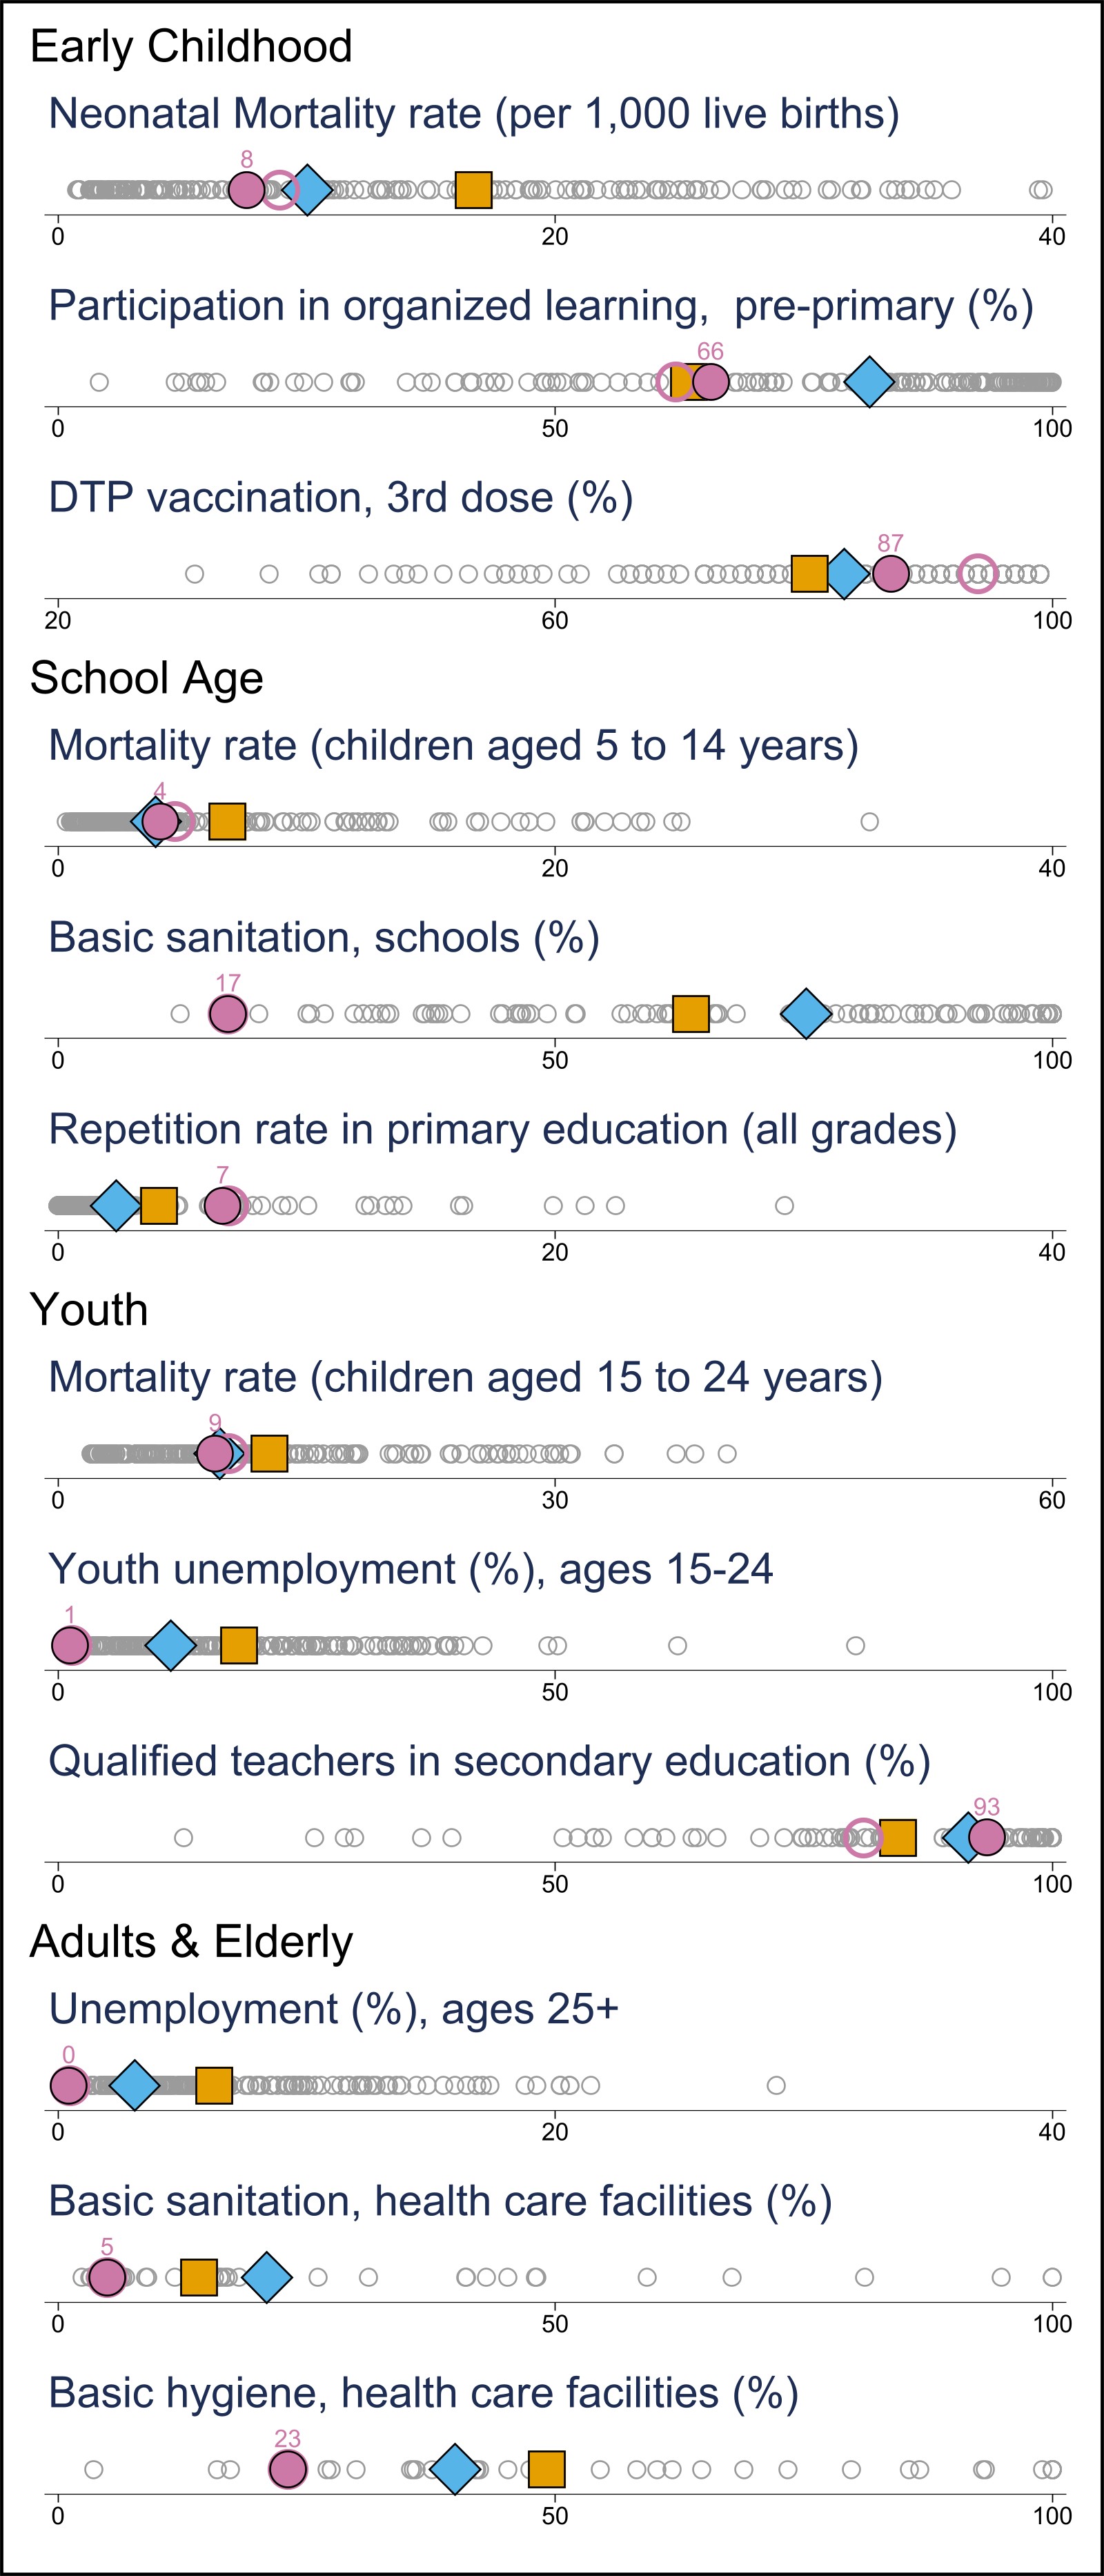 Early Childhood
Neonatal Mortality rate (per 1,000 live births)
8
0 20 40
Participation in organized learning,  pre-primary (%)
66
0 50 100
DTP vaccination, 3rd dose (%)
87
20 60 100
School Age
Mortality rate (children aged 5 to 14 years)
4
0 20 40
Basic sanitation, schools (%)
17
0 50 100
Repetition rate in primary education (all grades)
7
0 20 40
Youth
Mortality rate (children aged 15 to 24 years)
9
0 30 60
Youth unemployment (%), ages 15-24
1
0 50 100
Qualified teachers in secondary education (%)
93
0 50 100
Adults & Elderly
Unemployment (%), ages 25+
0
0 20 40
Basic sanitation, health care facilities (%)
5
0 50 100
Basic hygiene, health care facilities (%)
23
0 50 100